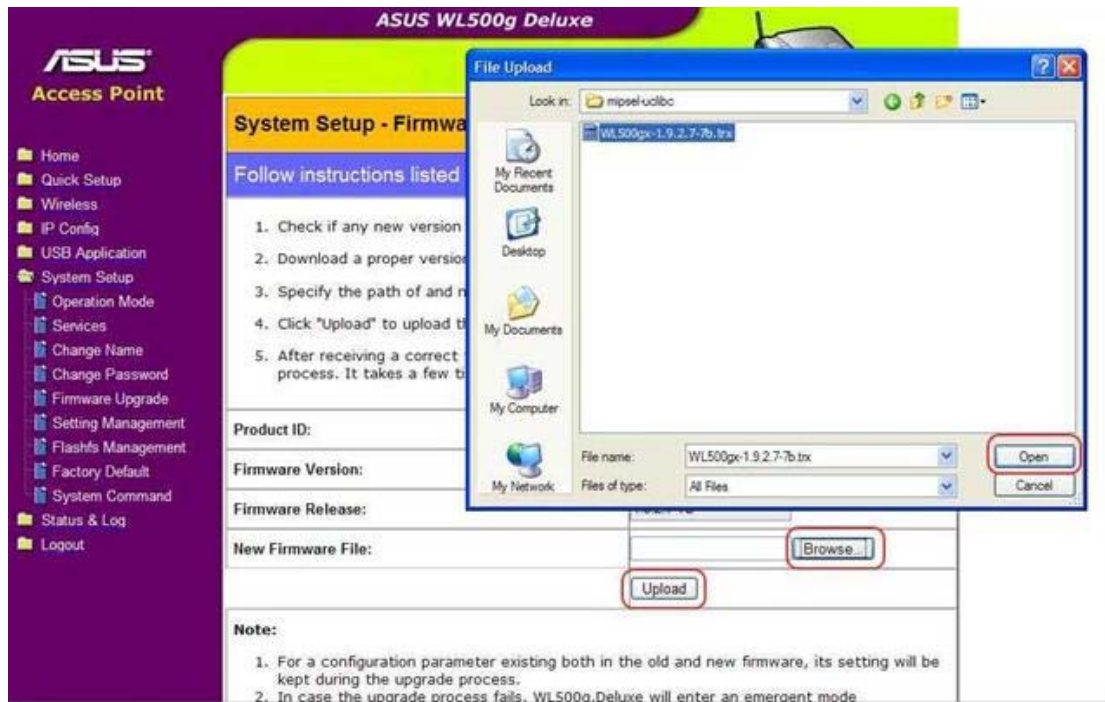 ASUS WL500g Deluxe
ASUS
Access Point
Home
Quick Setup
Wireless
IP Config
USB Application
System Setup
Operation Mode
Services
Change Name
Change Password
Firmware Upgrade
Setting Management
Flashfs Management
Factory Default
System Command
Status & Log
Logout
System Setup - Firmwa
Follow instructions listed
1. Check if any new version
2. Download a proper version
3. Specify the path of and n
4. Click "Upload" to upload th
5. After receiving a correct
process. It takes a few ti
Product ID:
Firmware Version:
Firmware Release:
New Firmware File:
Browse...
Upload
Note:
1. For a configuration parameter existing both in the old and new firmware, its setting will be
kept during the upgrade process.
2. In case the upgrade process fails, WL500g.Deluxe will enter an emergent mode
File Upload
Look in:
mipsel-uclibc
WL500gx-1.9.2.7-7b.trx
My Recent
Documents
Desktop
My Documents
My Computer
My Network
File name:
WL500gx-1.9.2.7-7b.trx
Open
Files of type:
All Files
Cancel